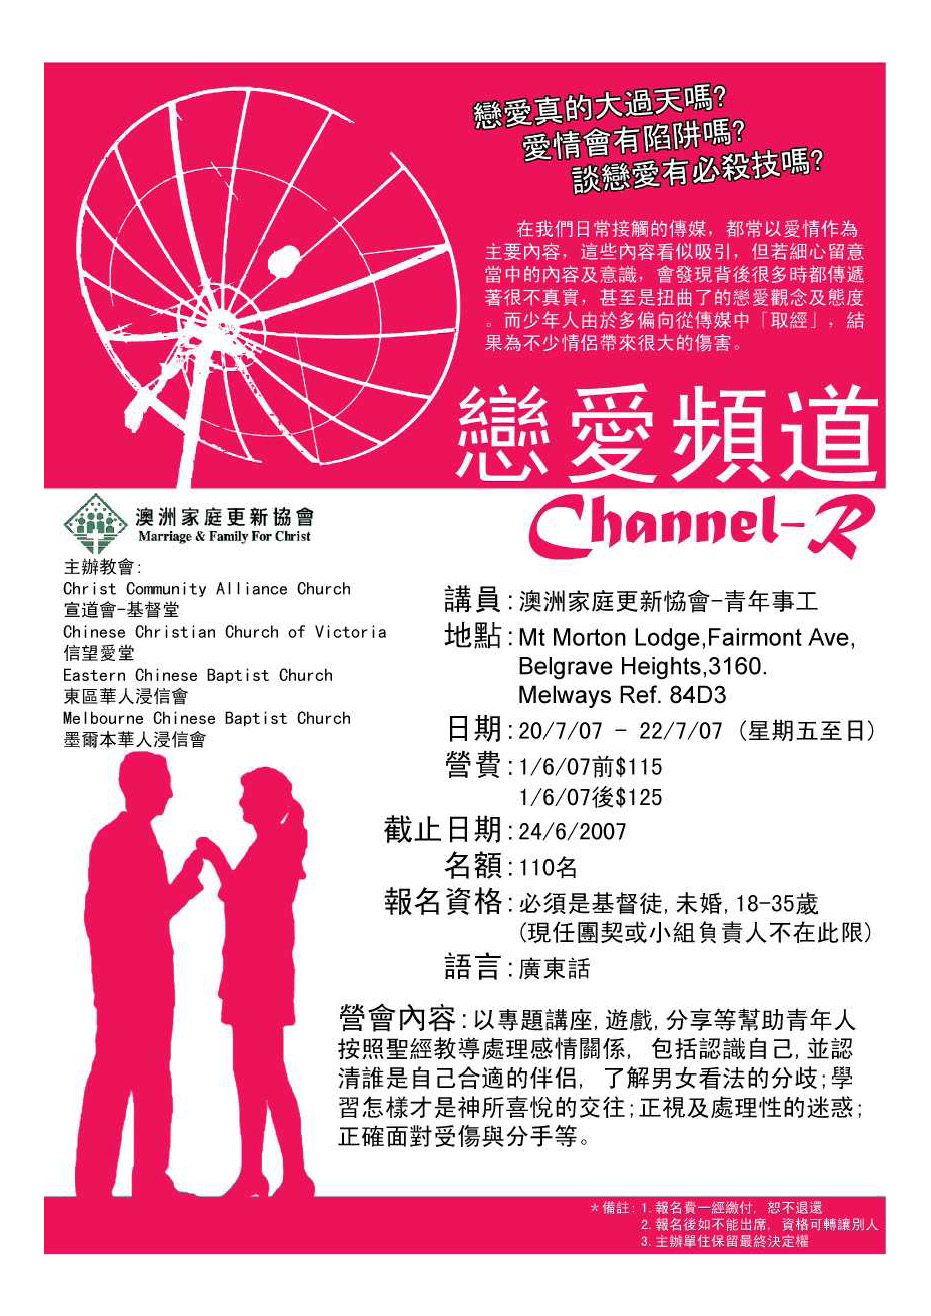 戀愛真的大過天嗎?
愛情會有陷阱嗎?
談戀愛有必殺技嗎?
在我們日常接觸的傳媒，都常以愛情作為
主要內容，這些內容看似吸引，但若細心留意
當中的內容及意識，會發現背後很多時都傳遞
著很不真實，甚至是扭曲了的戀愛觀念及態度
。而少年人由於多偏向從傳媒中「取經」，結
果為不少情侶帶來很大的傷害。
戀愛頻道
Channel-R
澳洲家庭更新協會
Marriage & Family For Christ
主辦教會:
Christ Community Alliance Church
宣道會-基督堂
Chinese Christian Church of Victoria
信望愛堂
Eastern Chinese Baptist Church
東區華人浸信會
Melbourne Chinese Baptist Church
墨爾本華人浸信會
講員:澳洲家庭更新恊會-青年事工
地點:Mt Morton Lodge,Fairmont Ave,
Belgrave Heights,3160.
Melways Ref. 84D3
日期:20/7/07 - 22/7/07 (星期五至日)
營費:1/6/07前$115
1/6/07後$125
截止日期:24/6/2007
名額:110名
報名資格:必須是基督徒,未婚,18-35歲
(現任團契或小組負責人不在此限)
語言:廣東話
營會內容:以專題講座,遊戲,分享等幫助青年人
按照聖經教導處理感情關係, 包括認識自己,並認
清誰是自己合適的伴侶, 了解男女看法的分歧;學
習怎樣才是神所喜悅的交往;正視及處理性的迷惑;
正確面對受傷與分手等。
*備註: 1.報名費一經繳付, 恕不退還
2.報名後如不能出席, 資格可轉讓別人
3.主辦單住保留最終決定權